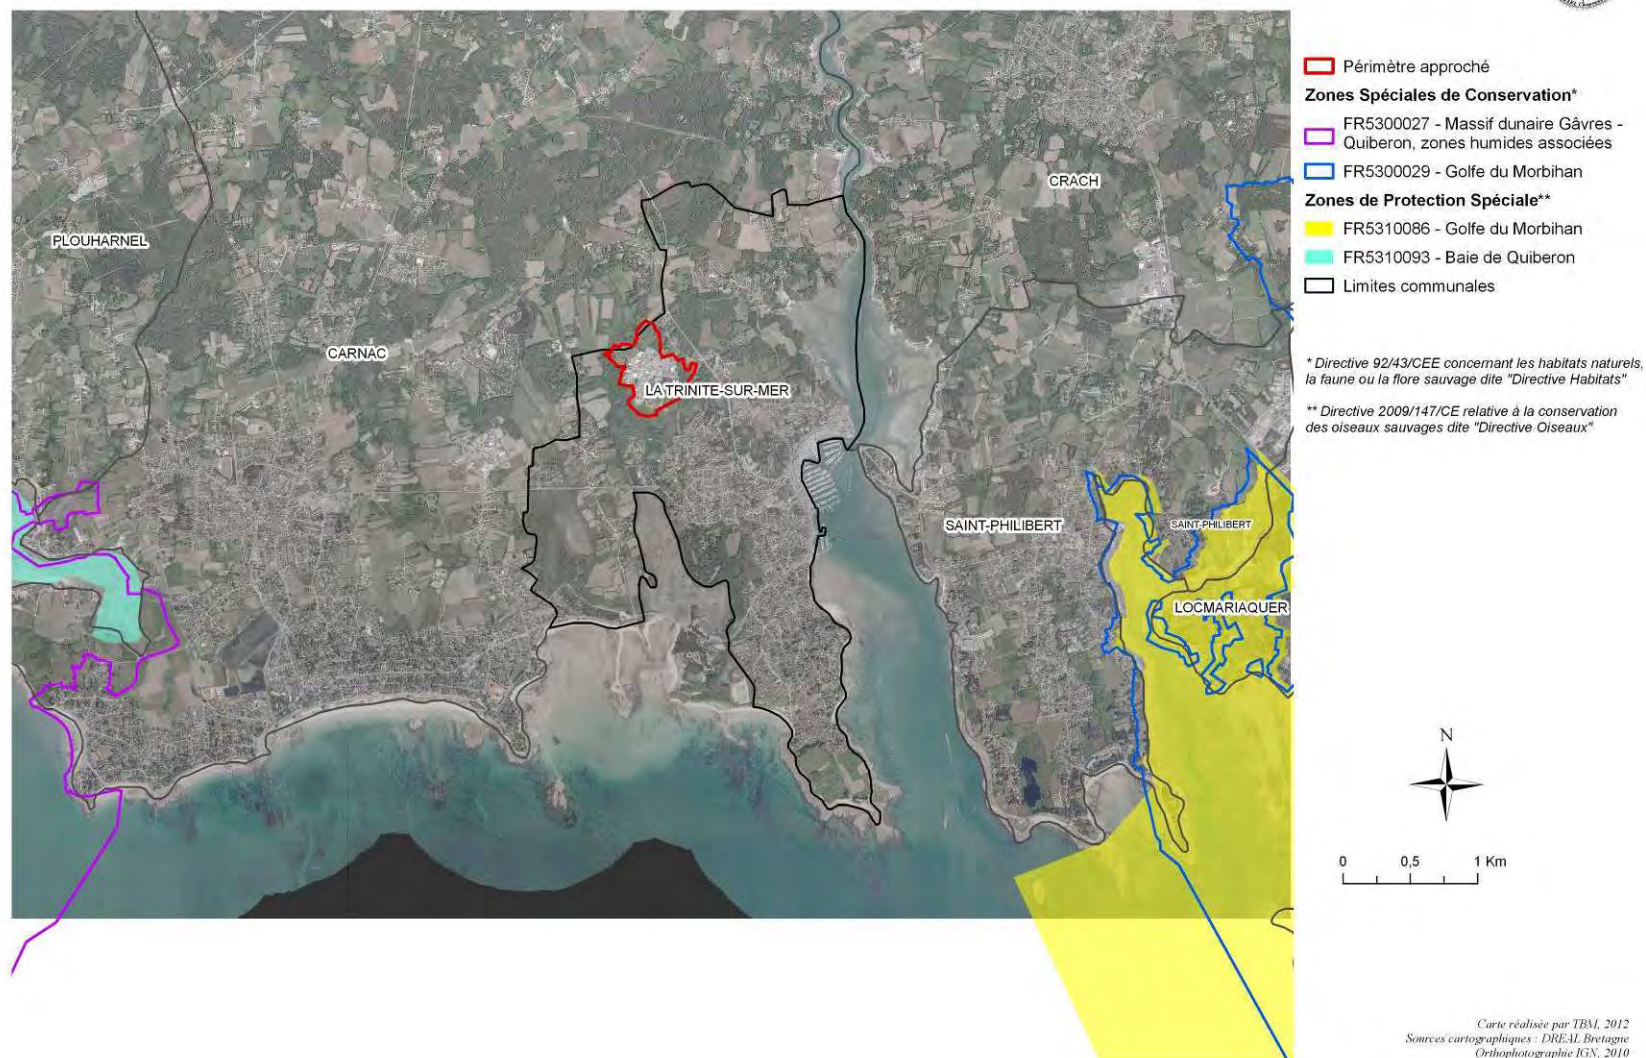 Périmètre approché
Zones Spéciales de Conservation*
FR5300027 - Massif dunaire Gâvres -
Quiberon, zones humides associées
FR5300029 - Golfe du Morbihan
Zones de Protection Spéciale**
FR5310086 - Golfe du Morbihan
FR5310093 - Baie de Quiberon
Limites communales
* Directive 92/43/CEE concernant les habitats naturels,
la faune ou la flore sauvage dite "Directive Habitats"
** Directive 2009/147/CE relative à la conservation
des oiseaux sauvages dite "Directive Oiseaux"
CRACH
PLOUHARNEL
CARNAC
LA TRINITE-SUR-MER
SAINT-PHILIBERT
SAINT-PHILIBERT
LOCMARIAQUER
N
0 0,5 1 Km
Carte réalisée par TBM, 2012
Sources cartographiques : DREAL Bretagne
Orthophotographie IGN, 2010